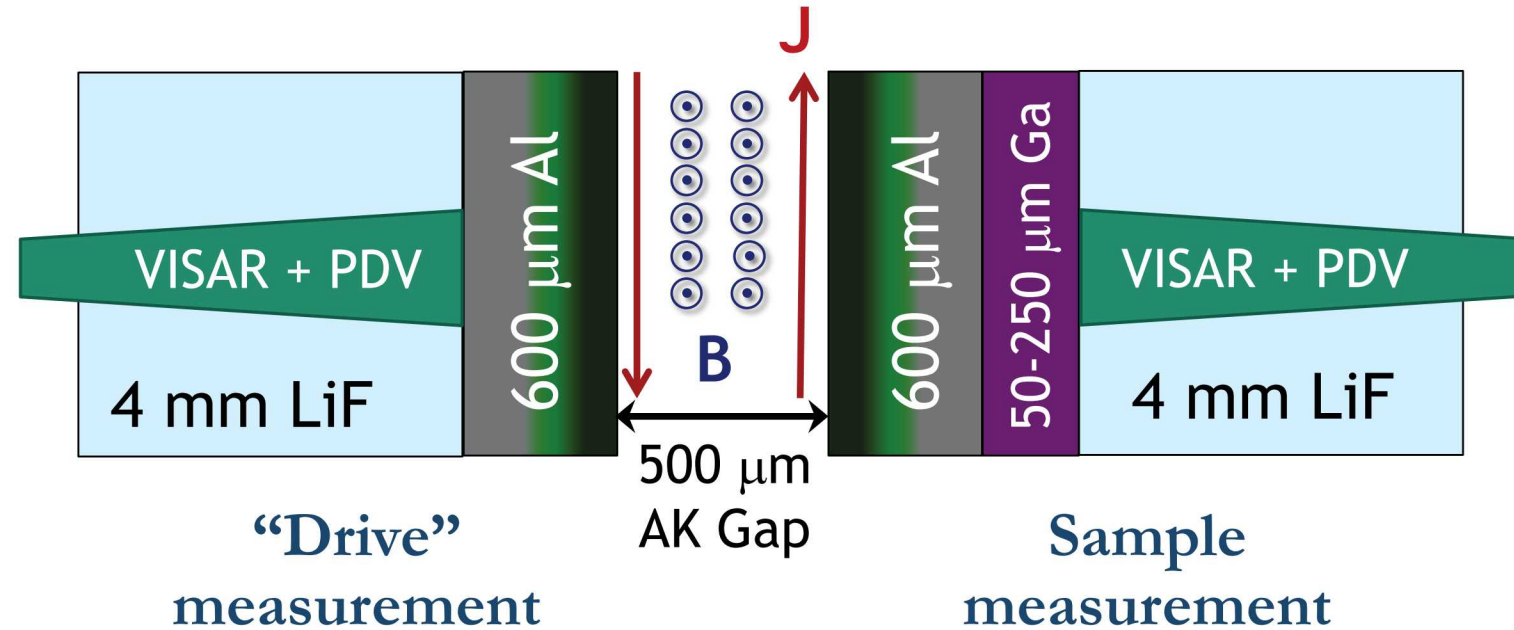 J
VISAR + PDV
4 mm LiF
600 μm Al
B
500 μm
AK Gap
600 μm Al
50-250 μm Ga
VISAR + PDV
4 mm LiF
“Drive”
measurement
Sample
measurement